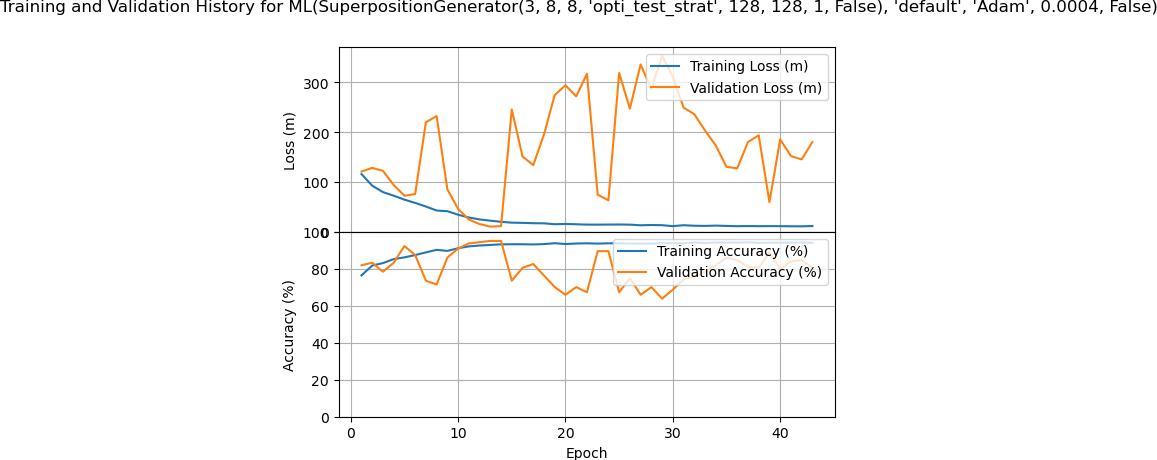 Training and Validation History for ML(SuperpositionGenerator(3, 8, 8, 'opti_test_strat', 128, 128, 1, False), 'default', 'Adam', 0.0004, False)
Training Loss (m)
Validation Loss (m)
Loss (m)
300
200
100
0
Training Accuracy (%)
Validation Accuracy (%)
Accuracy (%)
100
80
60
40
20
0
0 10 20 30 40
Epoch